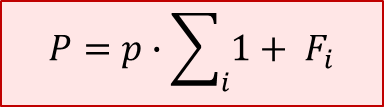 P = p · ∑ᵢ 1 + Fᵢ